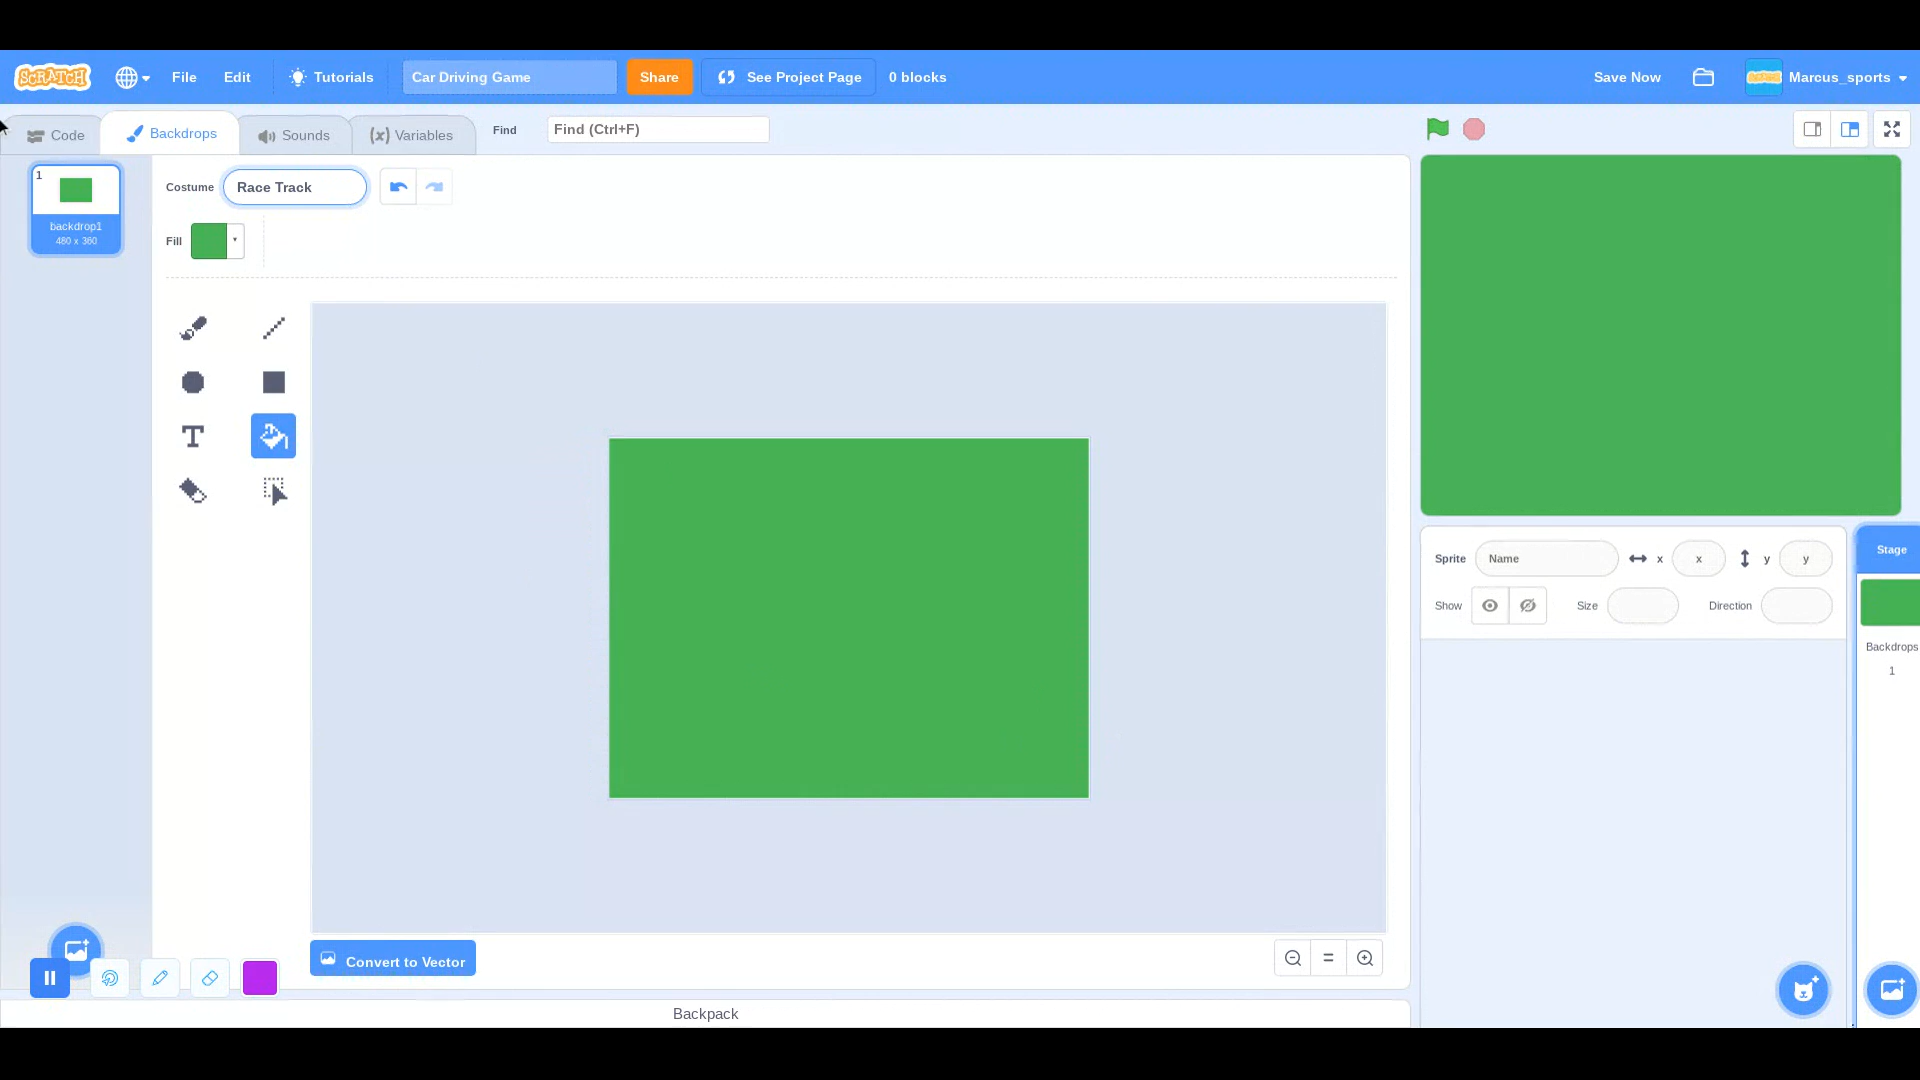 SCRATCH File Edit Tutorials Car Driving Game Share See Project Page 0 blocks Save Now Marcus_sports
Code Backdrops Sounds (x) Variables Find Find (Ctrl+F)
1
backdrop1
480 x 360
Costume Race Track
Fill
T
Convert to Vector
Backpack
Sprite Name x x y y
Show Size Direction
Stage
Backdrops
1